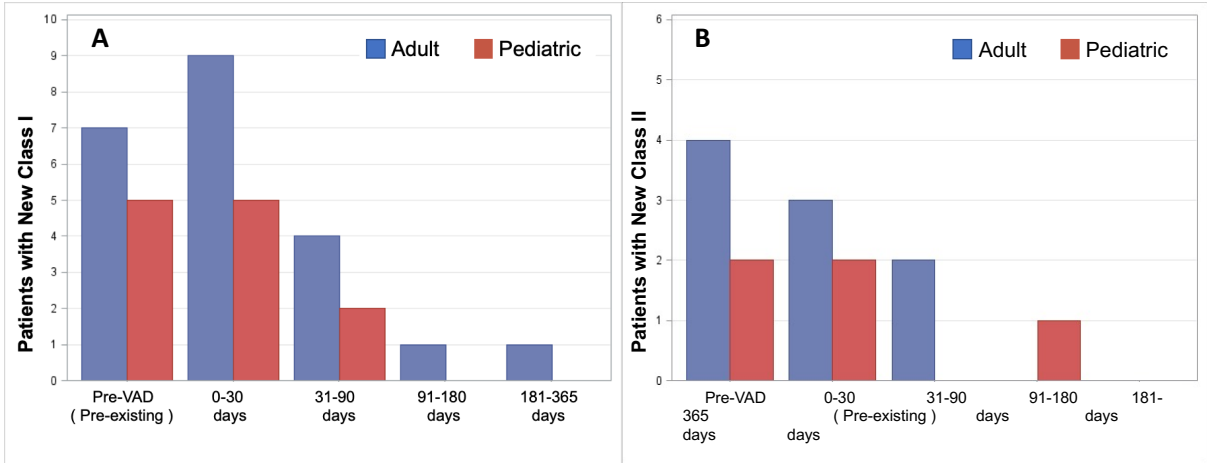 A
Adult Pediatric
Patients with New Class I
10
9
8
7
6
5
4
3
2
1
0
Pre-VAD 0-30 31-90 91-180 181-365
( Pre-existing ) days days days days
B
Adult Pediatric
Patients with New Class II
6
5
4
3
2
1
0
Pre-VAD 0-30 31-90 91-180 181-
365 ( Pre-existing ) days days
days days